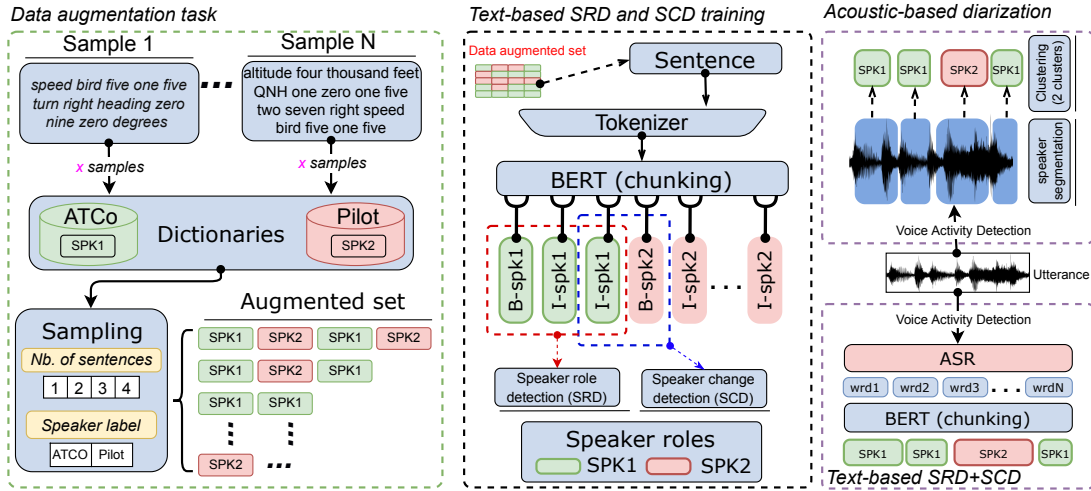 Data augmentation task
Sample 1
speed bird five one five
turn right heading zero
nine zero degrees
Sample N
altitude four thousand feet
QNH one zero one five
two seven right speed
bird five one five
x samples
x samples
ATCo
SPK1
Dictionaries
Pilot
SPK2
Sampling
Nb. of sentences
1 2 3 4
Speaker label
ATCO Pilot
Augmented set
SPK1 SPK2 SPK1 SPK2
SPK1 SPK2 SPK1
SPK1 SPK1
SPK2
Text-based SRD and SCD training
Data augmented set
Sentence
Tokenizer
BERT (chunking)
B-spk1
I-spk1
I-spk1
B-spk2
I-spk2
...
I-spk2
Speaker role
detection (SRD)
Speaker change
detection (SCD)
Speaker roles
SPK1 SPK2
Acoustic-based diarization
SPK1 SPK1 SPK2 SPK1
Clustering
(2 clusters)
speaker
segmentation
Voice Activity Detection
Utterance
Voice Activity Detection
ASR
wrd1 wrd2 wrd3 ... wrdN
BERT (chunking)
SPK1 SPK1 SPK2 SPK1
Text-based SRD+SCD